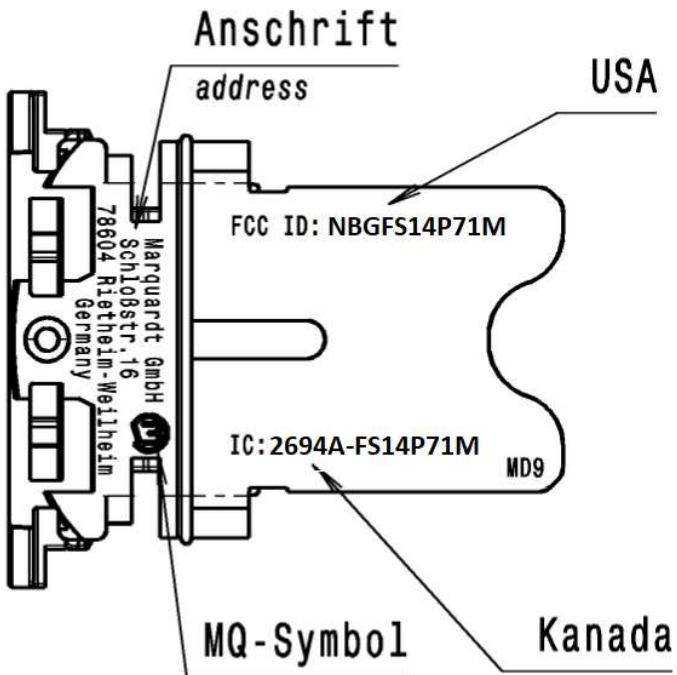 Anschrift
address
USA
FCC ID: NBGFS14P71M
Marquardt GmbH
Schloßstr.16
78604 Rietheim-Weilheim
Germany
IC: 2694A-FS14P71M
MD9
MQ-Symbol
Kanada